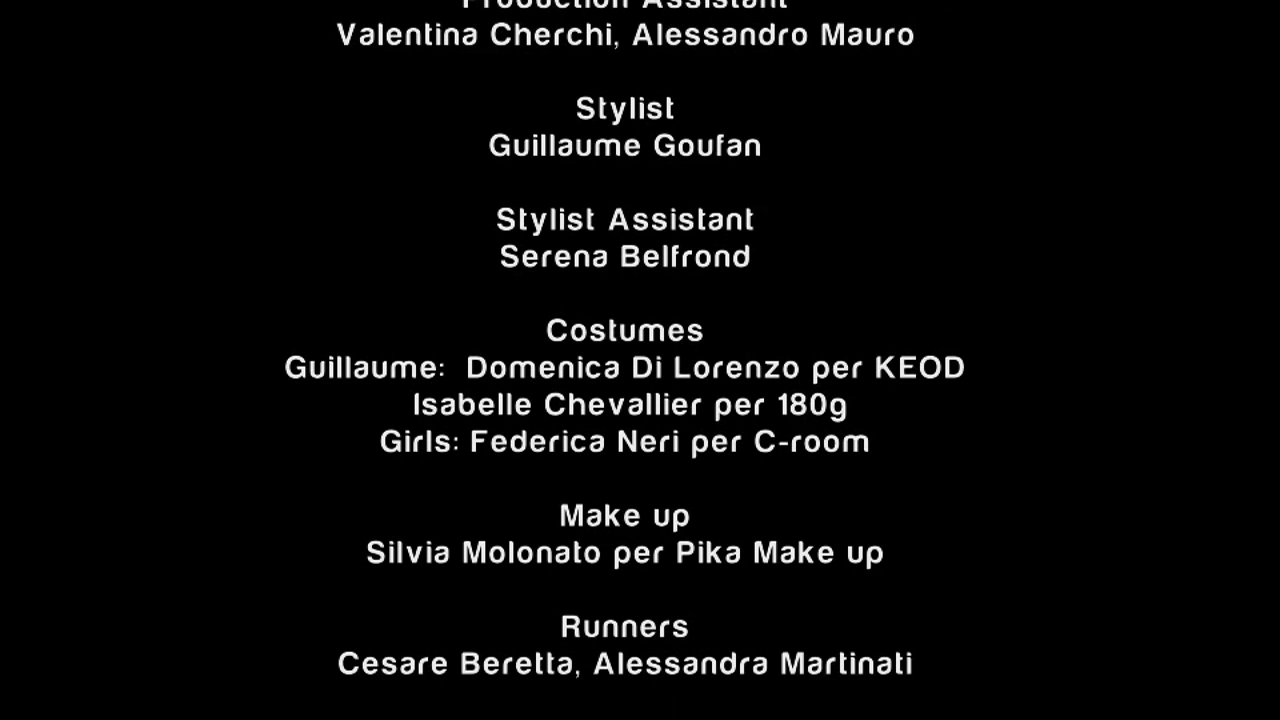 Production Assistant
Valentina Cherchi, Alessandro Mauro
Stylist
Guillaume Goufan
Stylist Assistant
Serena Belfrond
Costumes
Guillaume:  Domenica Di Lorenzo per KEOD
Isabelle Chevallier per 180g
Girls: Federica Neri per C-room
Make up
Silvia Molonato per Pika Make up
Runners
Cesare Beretta, Alessandra Martinati